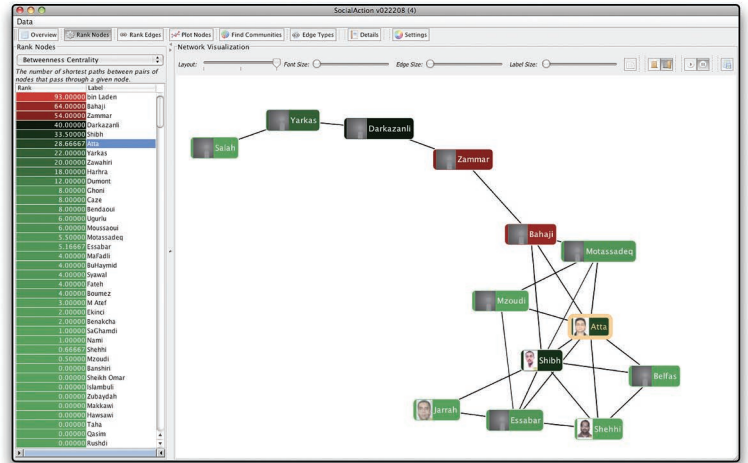 SocialAction v022208 (4)
Data
Overview
Rank Nodes
Rank Edges
Plot Nodes
Find Communities
Edge Types
Details
Settings
Rank Nodes
Betweenness Centrality
The number of shortest paths between pairs of
nodes that pass through a given node.
Rank Label
93.00000 bin Laden
64.00000 Bahaji
54.00000 Zammar
40.00000 Darkazanli
33.50000 Shibh
28.66667 Atta
22.00000 Yarkas
20.00000 Zawahiri
18.00000 Harhra
12.00000 Dumont
8.00000 Ghoni
8.00000 Caze
8.00000 Bendaoui
6.00000 Ugurlu
6.00000 Moussaoui
5.50000 Motassadeq
5.16667 Essabar
4.00000 MaFadli
4.00000 BuHaymid
4.00000 Syawal
4.00000 Fateh
4.00000 Boumez
3.00000 M Atef
2.00000 Ekinci
2.00000 Benakcha
1.00000 SaGhamdi
1.00000 Nami
0.66667 Shehhi
0.50000 Mzoudi
0.00000 Banshiri
0.00000 Sheikh Omar
0.00000 Islambuli
0.00000 Zubaydah
0.00000 Makkawi
0.00000 Hawsawi
0.00000 Taha
0.00000 Qasim
0.00000 Rushdi
Network Visualization
Layout: Font Size: Edge Size: Label Size:
Yarkas
Darkazanli
Salah
Zammar
Bahaji
Motassadeq
Mzoudi
Atta
Shibh
Belfas
Jarrah
Essabar
Shehhi